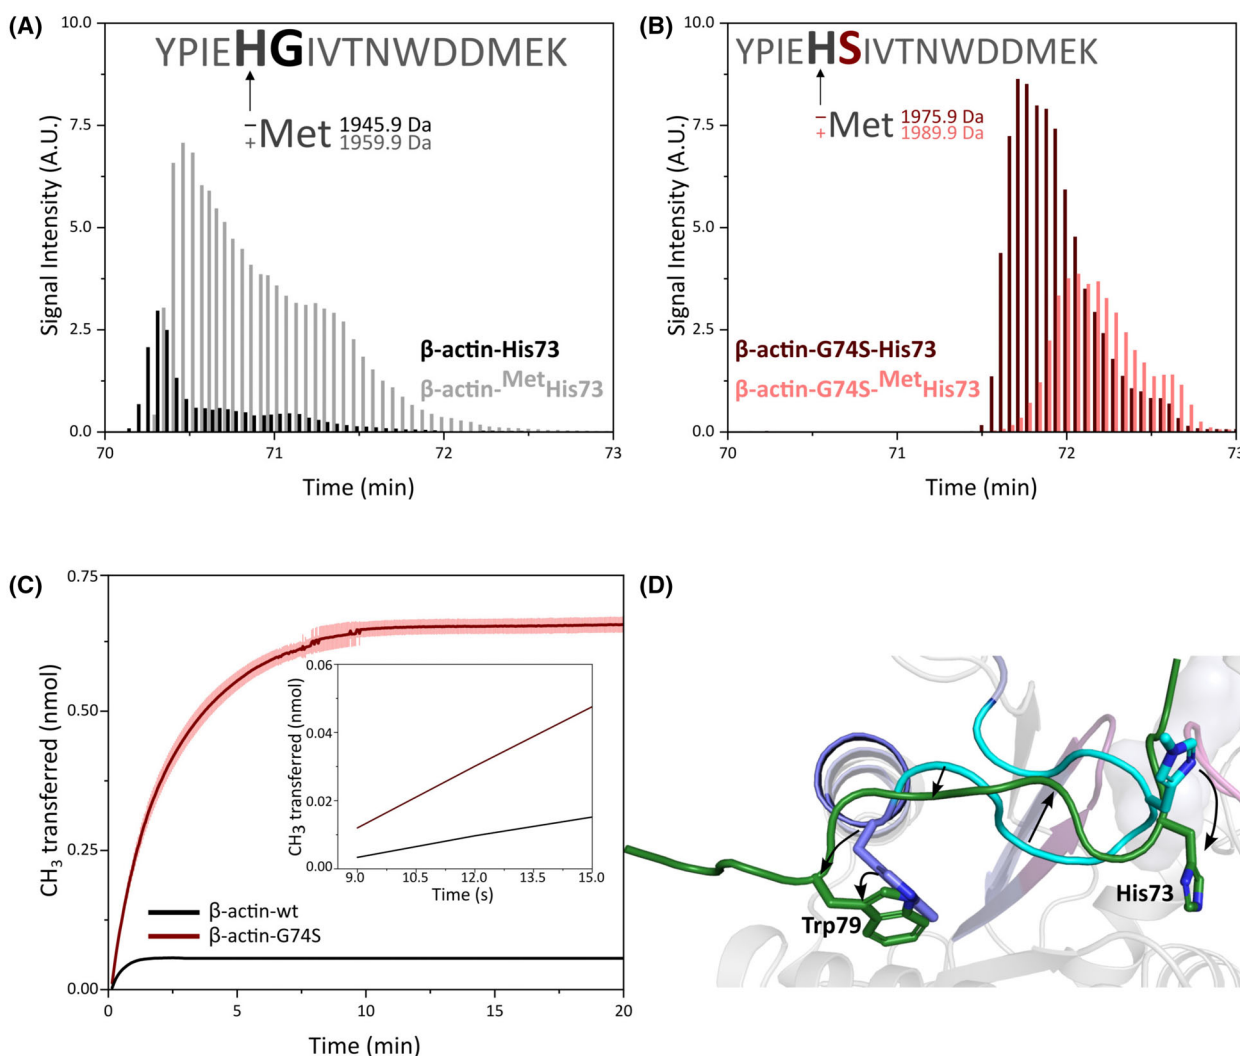 (A)
10.0
7.5
5.0
2.5
0.0
Signal Intensity (A.U.)
YPIEHGIVTNWDDMEK
− + Met 1945.9 Da
1959.9 Da
β-actin-His73
β-actin-MetHis73
70 71 72 73
Time (min)
(B)
10.0
7.5
5.0
2.5
0.0
Signal Intensity (A.U.)
YPIEHSIVTNWDDMEK
− + Met 1975.9 Da
1989.9 Da
β-actin-G74S-His73
β-actin-G74S-MetHis73
70 71 72 73
Time (min)
(C)
0.75
0.50
0.25
0.00
CH3 transferred (nmol)
0.06
0.04
0.02
0.00
CH3 transferred (nmol)
9.0 10.5 12.0 13.5 15.0
Time (s)
β-actin-wt
β-actin-G74S
0 5 10 15 20
Time (min)
(D)
Trp79
His73